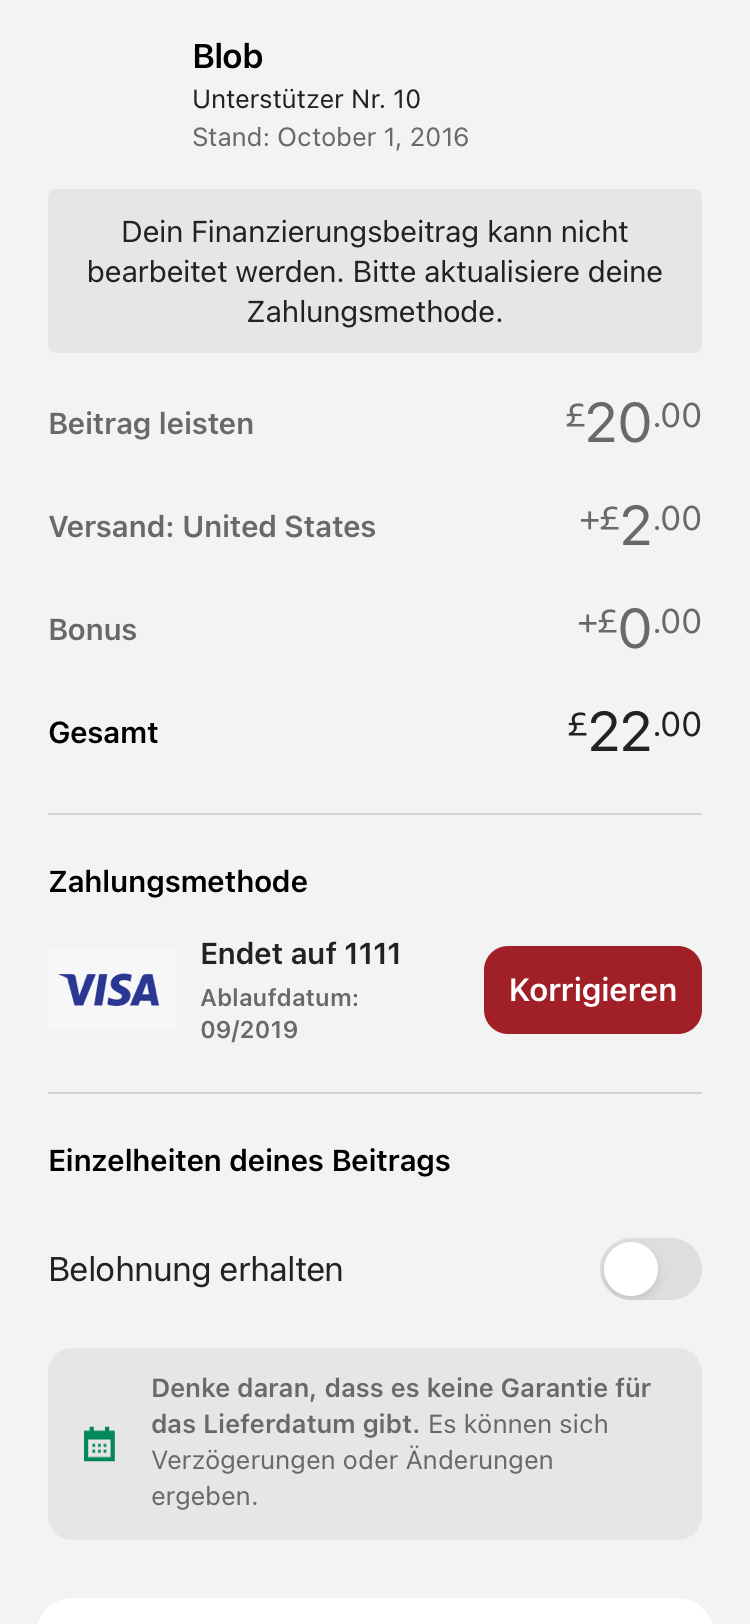 Blob
Unterstützer Nr. 10
Stand: October 1, 2016
Dein Finanzierungsbeitrag kann nicht
bearbeitet werden. Bitte aktualisiere deine
Zahlungsmethode.
Beitrag leisten £20.00
Versand: United States +£2.00
Bonus +£0.00
Gesamt £22.00
Zahlungsmethode
VISA
Endet auf 1111
Ablaufdatum:
09/2019
Korrigieren
Einzelheiten deines Beitrags
Belohnung erhalten
Denke daran, dass es keine Garantie für
das Lieferdatum gibt. Es können sich
Verzögerungen oder Änderungen
ergeben.